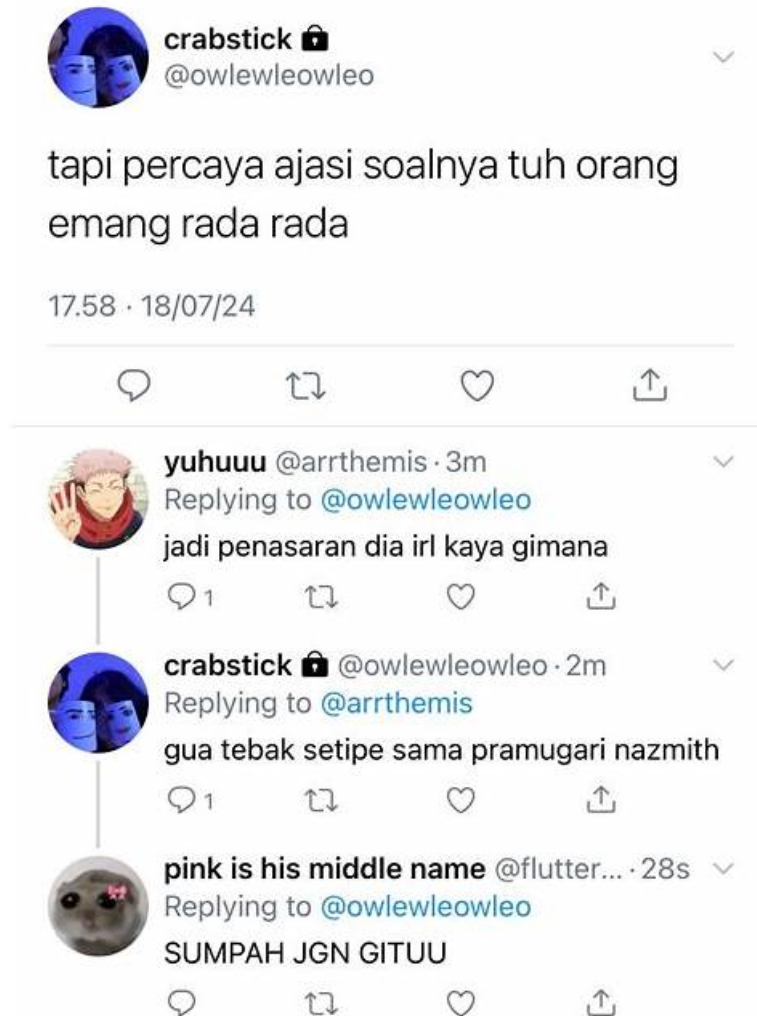 crabstick
@owlewleowleo
tapi percaya ajasi soalnya tuh orang
emang rada rada
17.58 · 18/07/24
yuhuuu @arrthemis · 3m
Replying to @owlewleowleo
jadi penasaran dia irl kaya gimana
1
crabstick @owlewleowleo · 2m
Replying to @arrthemis
gua tebak setipe sama pramugari nazmith
1
pink is his middle name @flutter... · 28s
Replying to @owlewleowleo
SUMPAH JGN GITUU